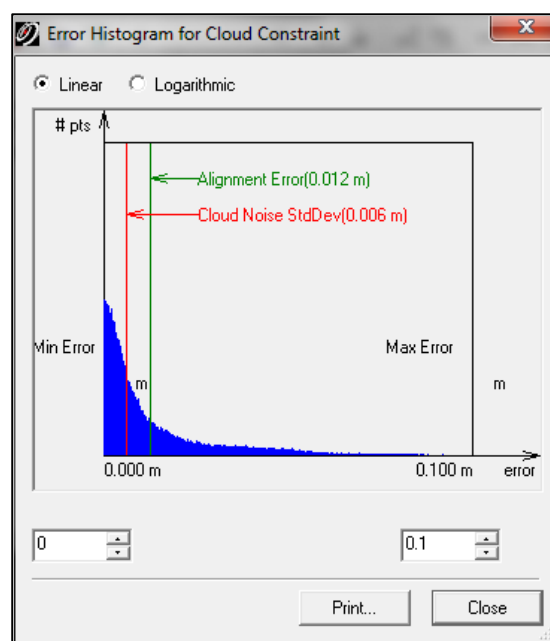 Error Histogram for Cloud Constraint
Linear Logarithmic
# pts
Alignment Error(0.012 m)
Cloud Noise StdDev(0.006 m)
Min Error Max Error
m m
0.000 m 0.100 m error
0 0.1
Print... Close